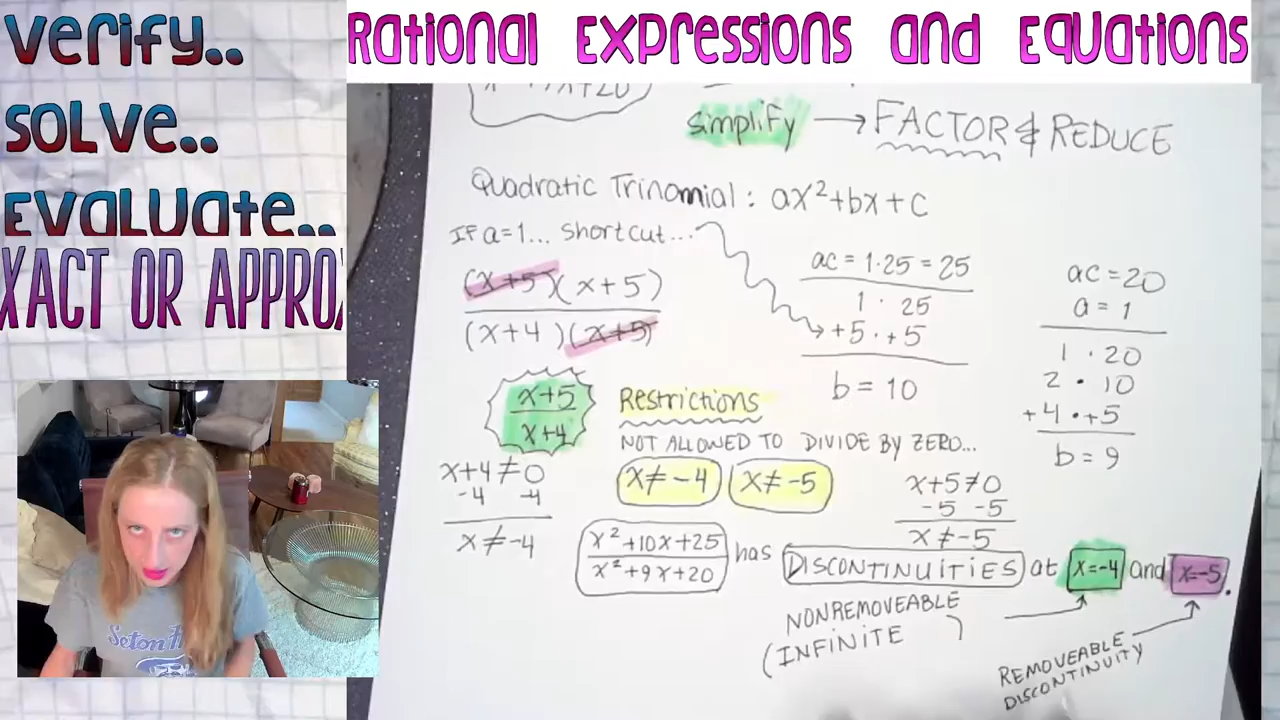 Verify..
Solve..
Evaluate..
XACT OR APPRO
Rational Expressions and Equations
simplify → FACTOR & REDUCE
Quadratic Trinomial: ax²+bx+c
IF a=1... shortcut...
(x+5)(x+5)
(x+4)(x+5)
ac = 1·25 = 25
1 · 25
+5 · +5
b = 10
ac = 20
a = 1
1 · 20
2 · 10
+4 · +5
b = 9
x+5
x+4
Restrictions
NOT ALLOWED TO DIVIDE BY ZERO...
x≠-4 x≠-5
x+4≠0
-4 -4
x≠-4
x+5≠0
-5 -5
x≠-5
x²+10x+25
x²+9x+20
has DISCONTINUITIES at x=-4 and x=-5.
NONREMOVEABLE
(INFINITE )
REMOVEABLE
DISCONTINUITY
Seton